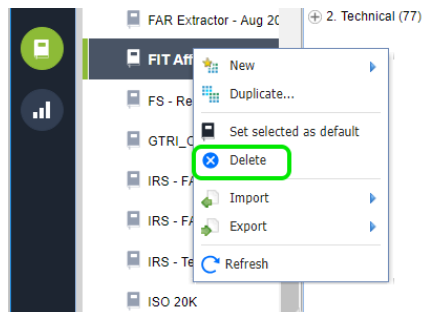 FAR Extractor - Aug 20
2. Technical (77)
FIT Aff
New
FS - Re
Duplicate...
Set selected as default
GTRI_C
Delete
IRS - FA
Import
IRS - FA
Export
IRS - Te
Refresh
ISO 20K